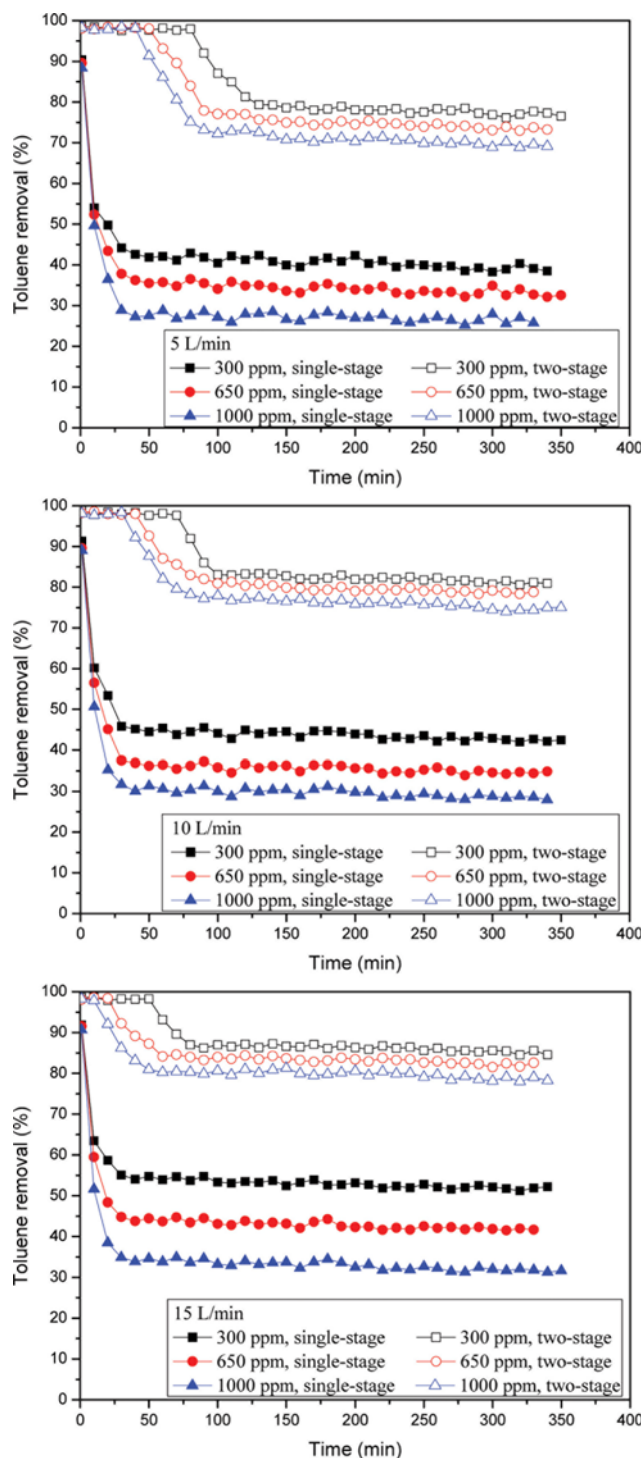 100
90
80
70
60
50
40
30
20
10
0
Toluene removal (%)
5 L/min
300 ppm, single-stage
300 ppm, two-stage
650 ppm, single-stage
650 ppm, two-stage
1000 ppm, single-stage
1000 ppm, two-stage
0 50 100 150 200 250 300 350 400
Time (min)
100
90
80
70
60
50
40
30
20
10
0
Toluene removal (%)
10 L/min
300 ppm, single-stage
300 ppm, two-stage
650 ppm, single-stage
650 ppm, two-stage
1000 ppm, single-stage
1000 ppm, two-stage
0 50 100 150 200 250 300 350 400
Time (min)
100
90
80
70
60
50
40
30
20
10
0
Toluene removal (%)
15 L/min
300 ppm, single-stage
300 ppm, two-stage
650 ppm, single-stage
650 ppm, two-stage
1000 ppm, single-stage
1000 ppm, two-stage
0 50 100 150 200 250 300 350 400
Time (min)